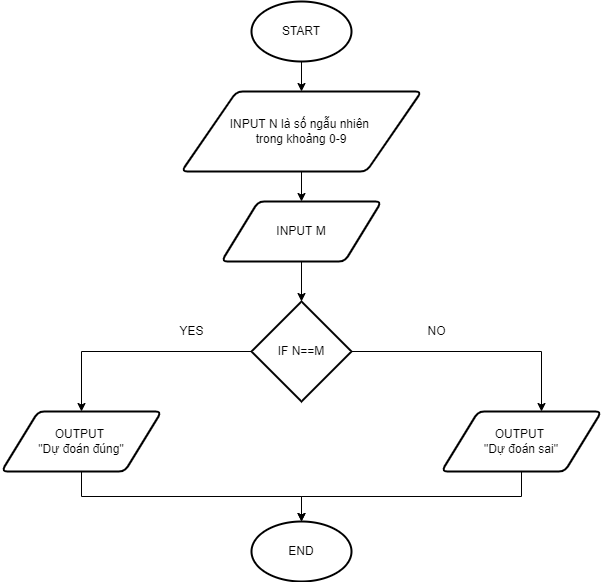 START
INPUT N là số ngẫu nhiên
trong khoảng 0-9
INPUT M
IF N==M
YES
NO
OUTPUT
"Dự đoán đúng"
OUTPUT
"Dự đoán sai"
END